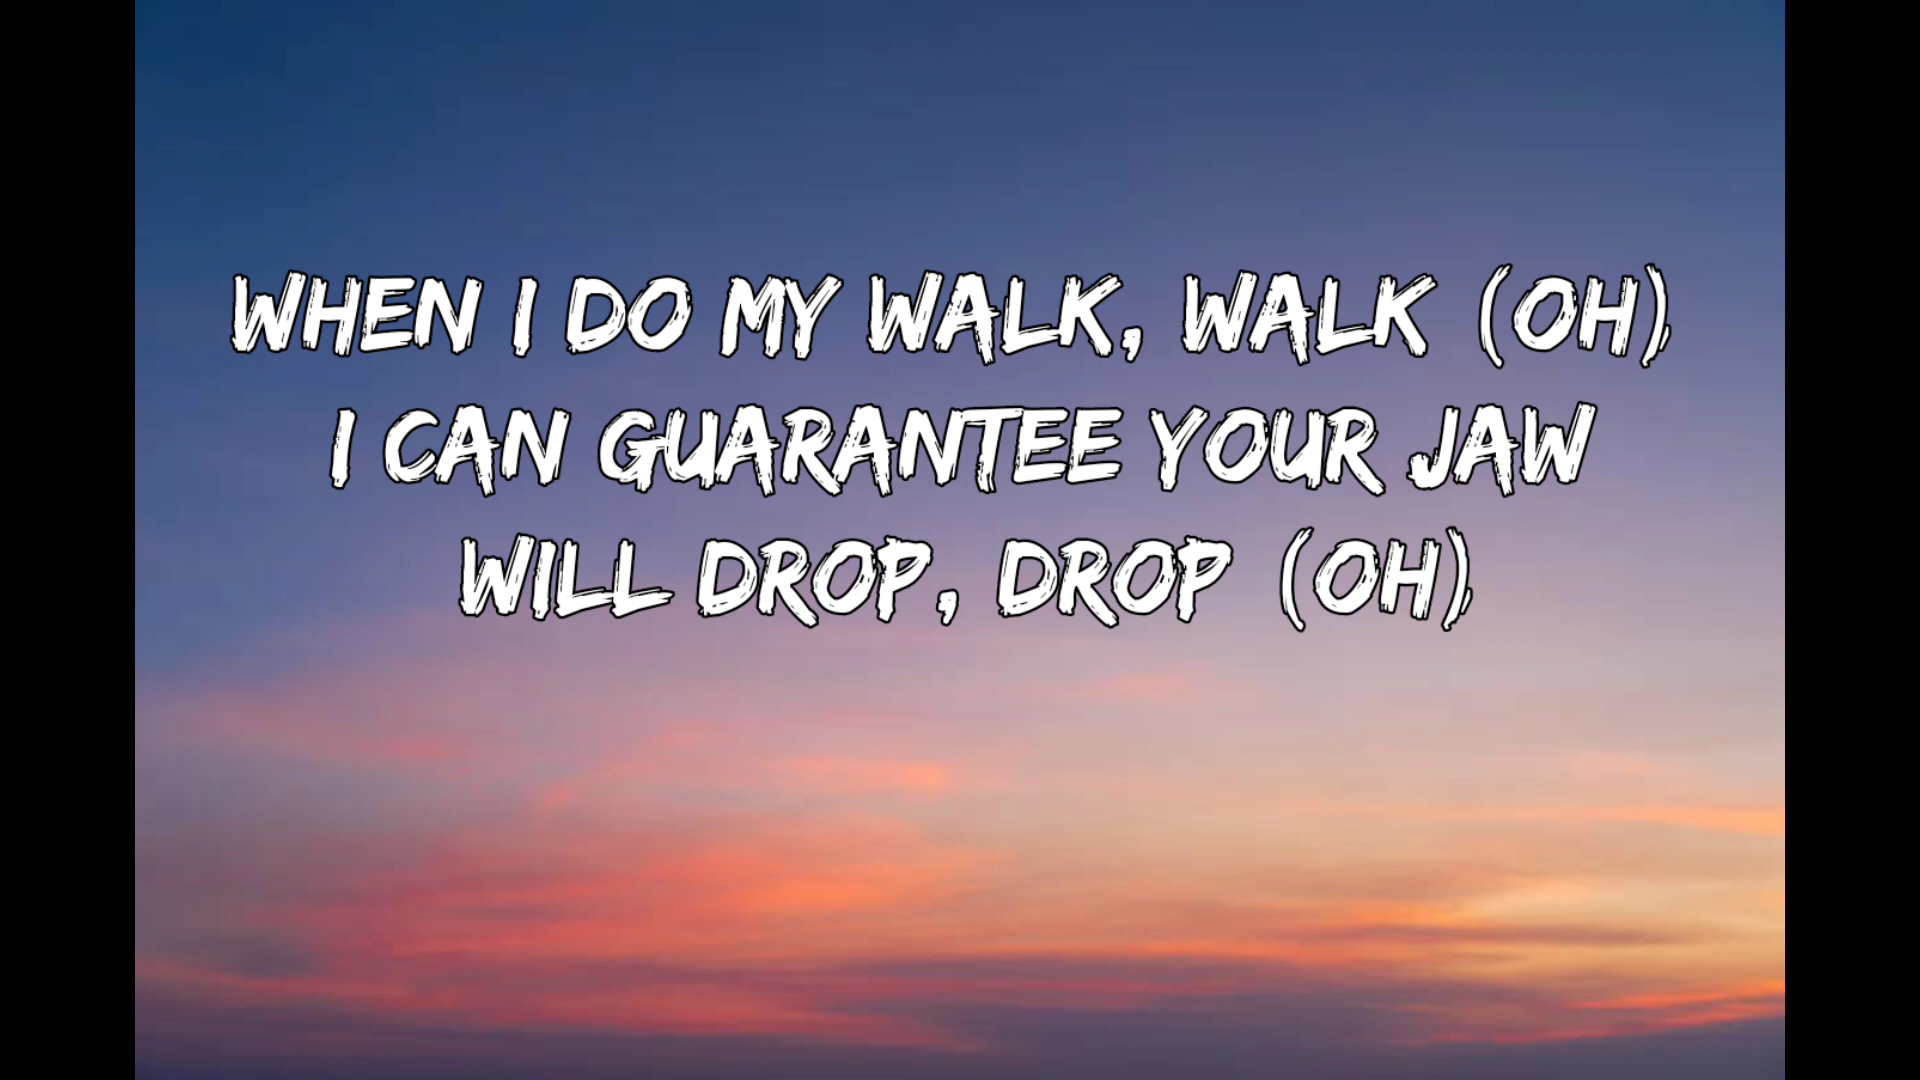 WHEN I DO MY WALK, WALK (OH)
I CAN GUARANTEE YOUR JAW
WILL DROP, DROP (OH)